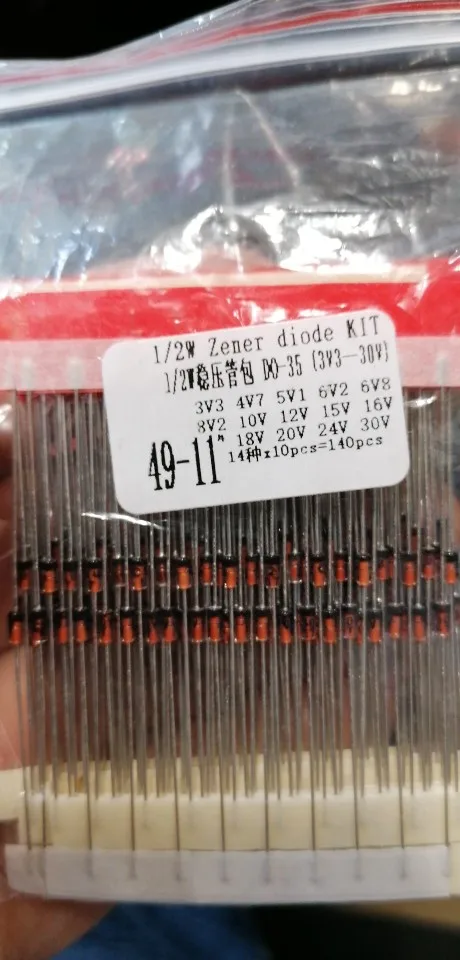 1/2W Zener diode KIT
1/2W稳压管包 DO-35 (3V3—30V)
3V3 4V7 5V1 6V2 6V8
8V2 10V 12V 15V 16V
18V 20V 24V 30V
49-11"
14种x10pcs=140pcs